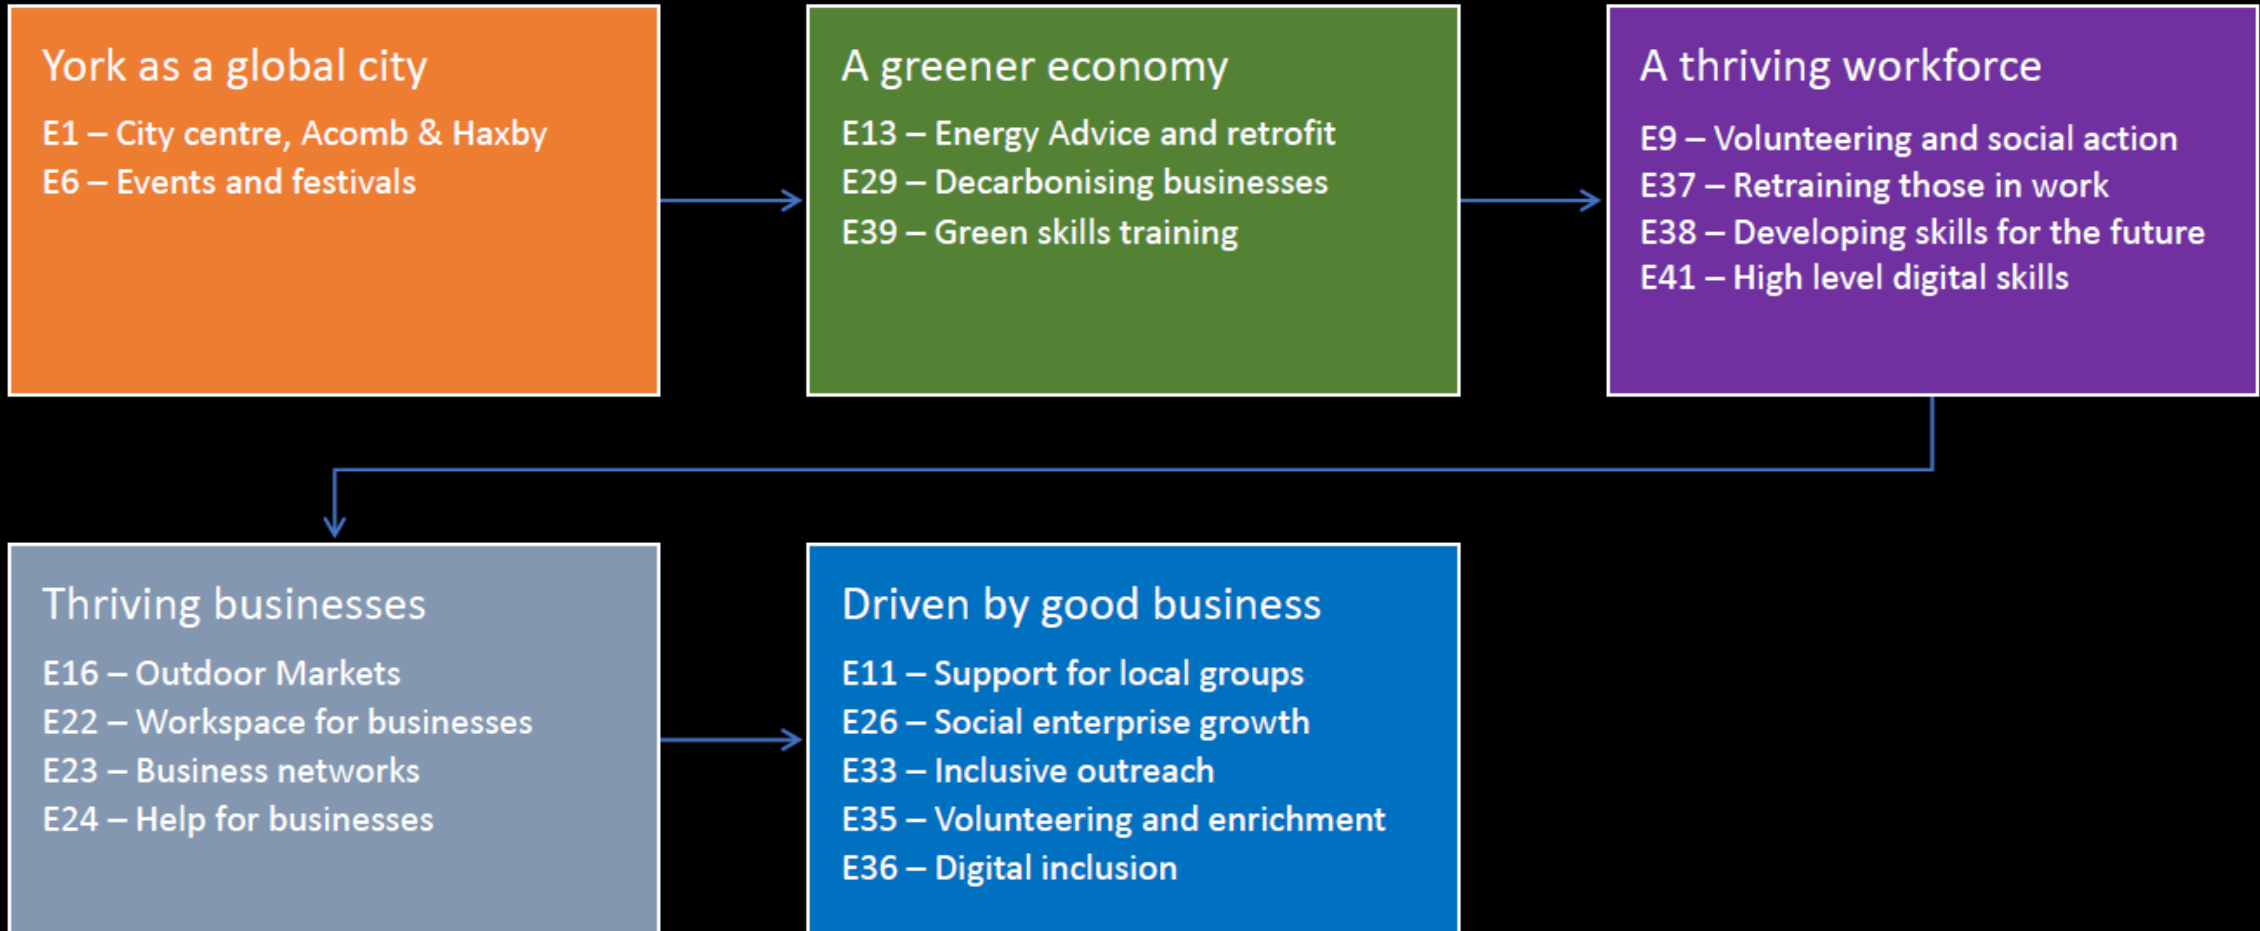 York as a global city
E1 – City centre, Acomb & Haxby
E6 – Events and festivals
A greener economy
E13 – Energy Advice and retrofit
E29 – Decarbonising businesses
E39 – Green skills training
A thriving workforce
E9 – Volunteering and social action
E37 – Retraining those in work
E38 – Developing skills for the future
E41 – High level digital skills
Thriving businesses
E16 – Outdoor Markets
E22 – Workspace for businesses
E23 – Business networks
E24 – Help for businesses
Driven by good business
E11 – Support for local groups
E26 – Social enterprise growth
E33 – Inclusive outreach
E35 – Volunteering and enrichment
E36 – Digital inclusion